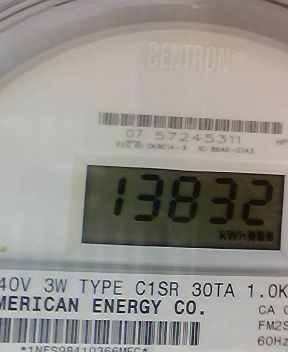 CENTRON®
07 57245311
13832
kWh
40V 3W TYPE C1SR 30TA 1.0K
MERICAN ENERGY CO.
CA
FM2S
60Hz